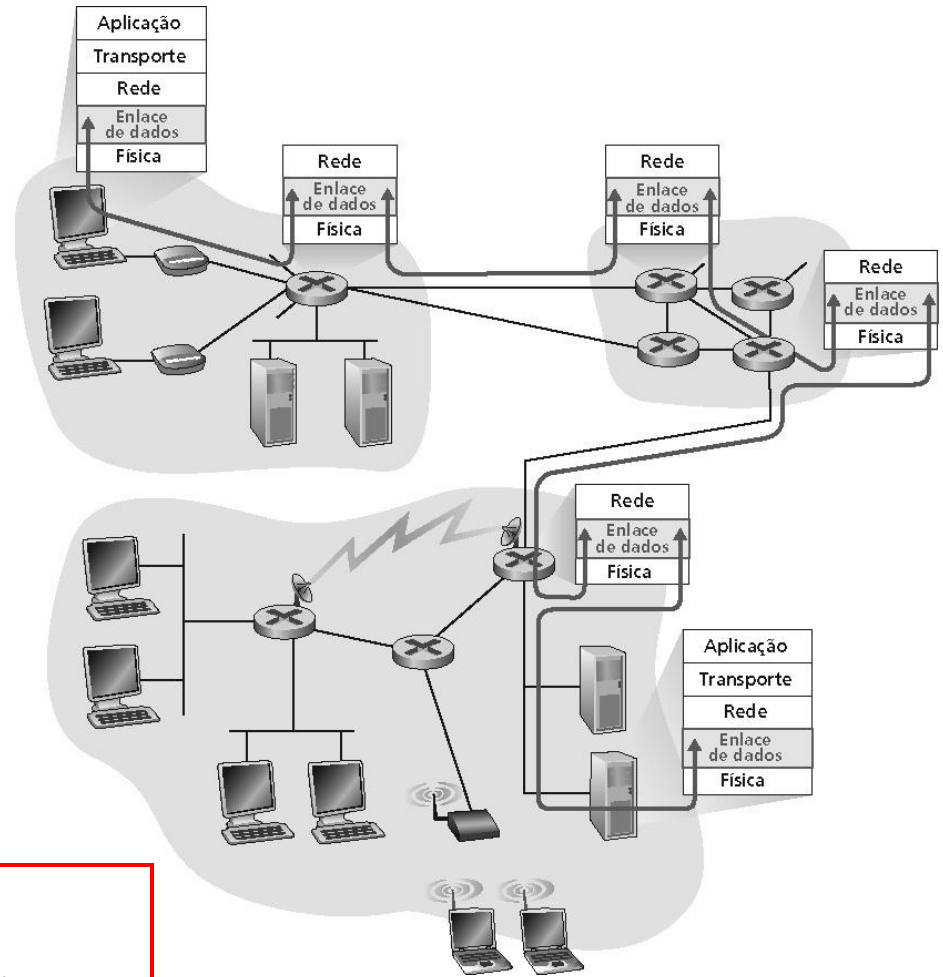 Aplicação
Transporte
Rede
Enlace
de dados
Física
Rede
Enlace
de dados
Física
Rede
Enlace
de dados
Física
Rede
Enlace
de dados
Física
Rede
Enlace
de dados
Física
Aplicação
Transporte
Rede
Enlace
de dados
Física